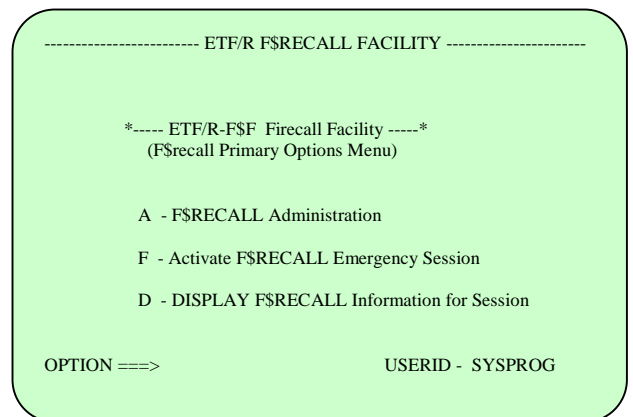 ------------------------- ETF/R F$RECALL FACILITY -----------------------
*----- ETF/R-F$F Firecall Facility -----*
(F$recall Primary Options Menu)
A - F$RECALL Administration
F - Activate F$RECALL Emergency Session
D - DISPLAY F$RECALL Information for Session
OPTION ===> USERID - SYSPROG